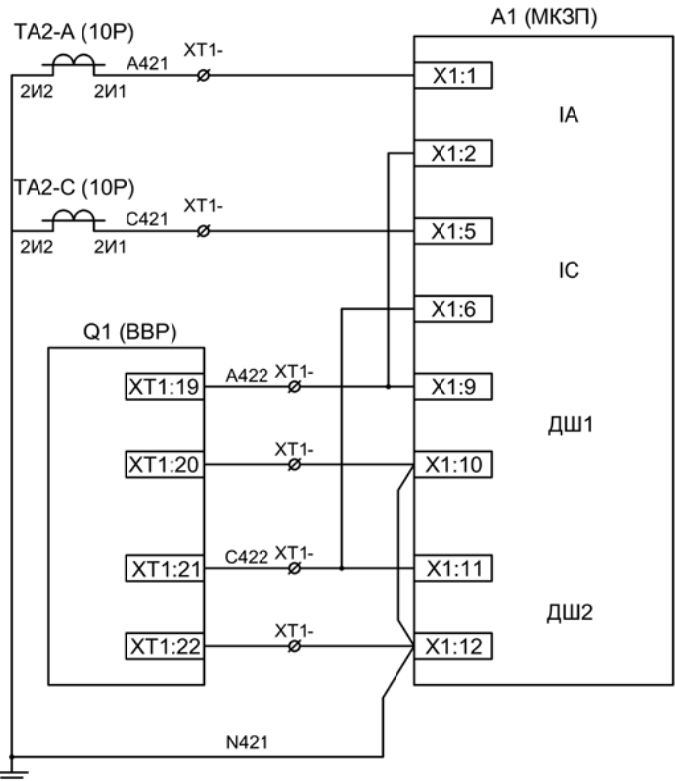 A1 (МКЗП)
TA2-A (10P)
A421
XT1-
X1:1
2И2
2И1
IA
X1:2
TA2-C (10P)
C421
XT1-
X1:5
2И2
2И1
IC
X1:6
Q1 (BBP)
XT1:19
A422
XT1-
X1:9
ДШ1
XT1:20
XT1-
X1:10
XT1:21
C422
XT1-
X1:11
ДШ2
XT1:22
XT1-
X1:12
N421